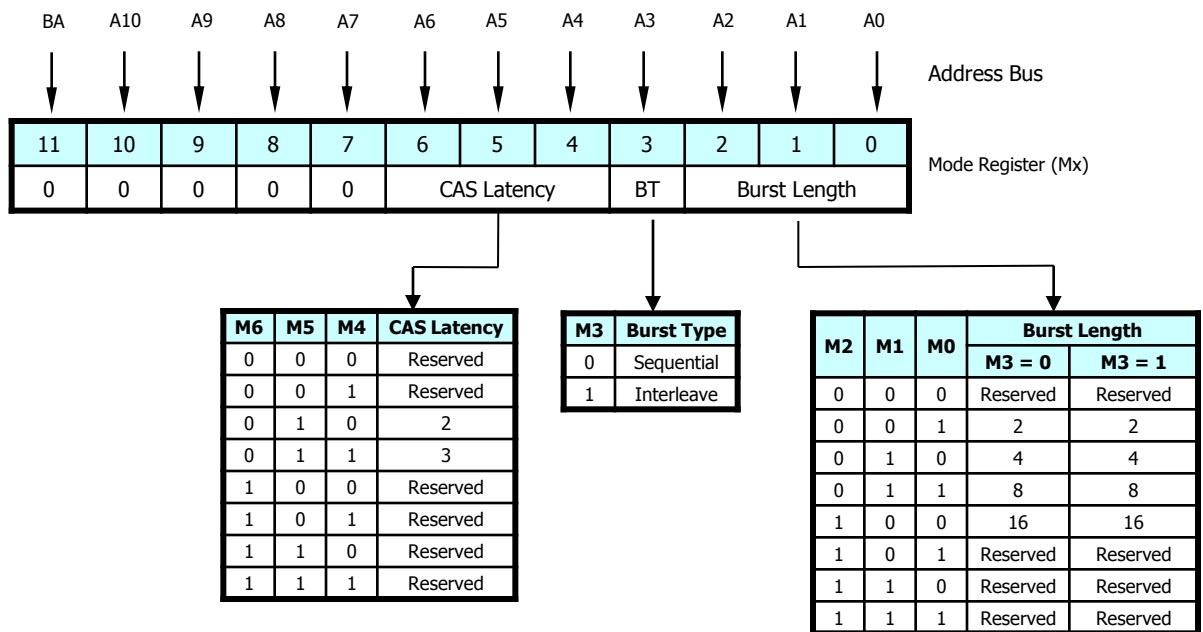 BA A10 A9 A8 A7 A6 A5 A4 A3 A2 A1 A0
Address Bus
11 10 9 8 7 6 5 4 3 2 1 0
Mode Register (Mx)
0 0 0 0 0 CAS Latency BT Burst Length
M6 M5 M4 CAS Latency
0 0 0 Reserved
0 0 1 Reserved
0 1 0 2
0 1 1 3
1 0 0 Reserved
1 0 1 Reserved
1 1 0 Reserved
1 1 1 Reserved
M3 Burst Type
0 Sequential
1 Interleave
M2 M1 M0 Burst Length
M3 = 0 M3 = 1
0 0 0 Reserved Reserved
0 0 1 2 2
0 1 0 4 4
0 1 1 8 8
1 0 0 16 16
1 0 1 Reserved Reserved
1 1 0 Reserved Reserved
1 1 1 Reserved Reserved